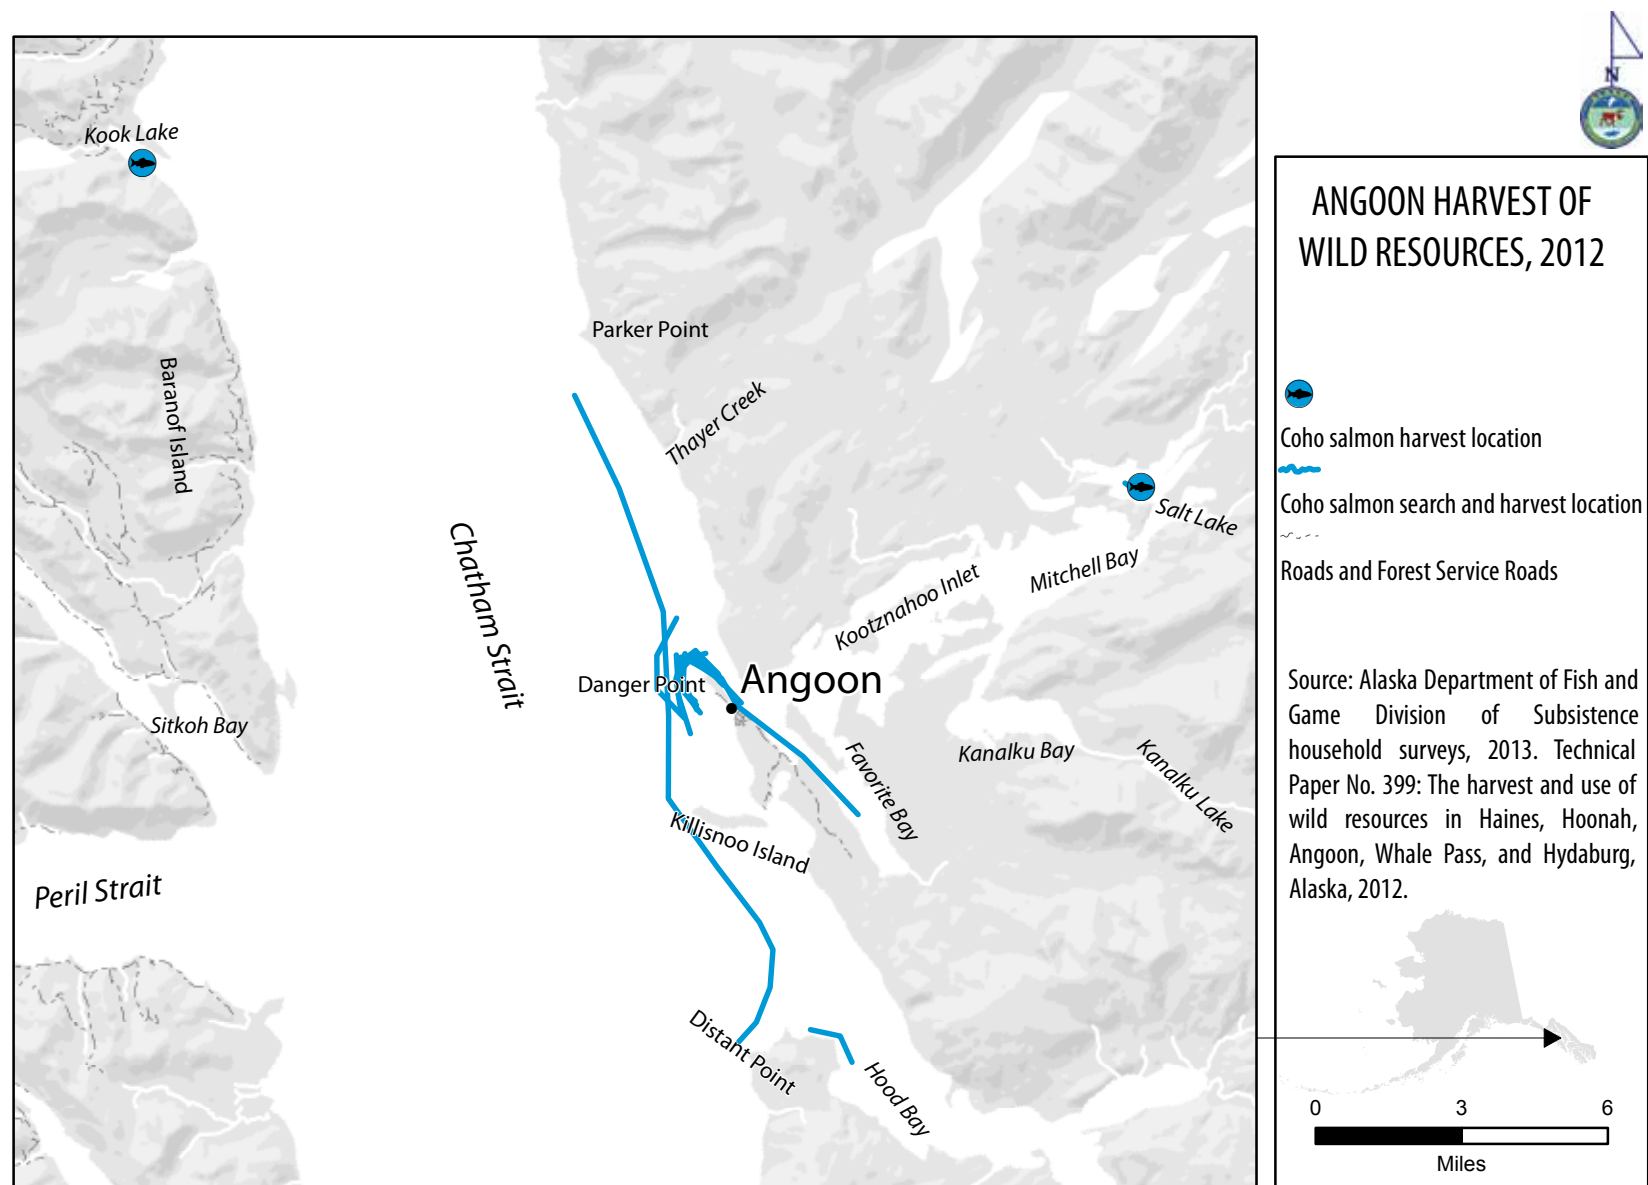 N
Kook Lake
Baranof Island
Parker Point
Thayer Creek
Chatham Strait
Salt Lake
Mitchell Bay
Kootznahoo Inlet
Danger Point
Angoon
Sitkoh Bay
Favorite Bay
Kanalku Bay
Kanalku Lake
Killisnoo Island
Peril Strait
Distant Point
Hood Bay
ANGOON HARVEST OF
WILD RESOURCES, 2012
Coho salmon harvest location
Coho salmon search and harvest location
Roads and Forest Service Roads
Source: Alaska Department of Fish and
Game Division of Subsistence
household surveys, 2013. Technical
Paper No. 399: The harvest and use of
wild resources in Haines, Hoonah,
Angoon, Whale Pass, and Hydaburg,
Alaska, 2012.
0 3 6
Miles